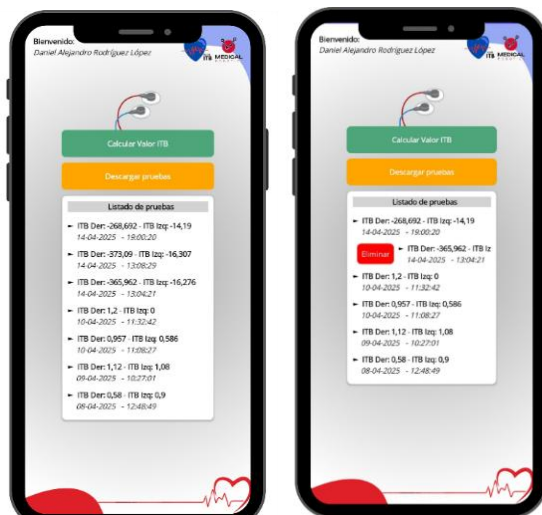 Bienvenido:
Daniel Alejandro Rodríguez López
ITB MEDICAL
Calcular Valor ITB
Descargar pruebas
Listado de pruebas
► ITB Der: -268,692 - ITB Izq: -14,19
14-04-2025 - 19:00:20
► ITB Der: -373,09 - ITB Izq: -16,307
14-04-2025 - 13:08:29
► ITB Der: -365,962 - ITB Izq: -16,276
14-04-2025 - 13:04:21
► ITB Der: 1,2 - ITB Izq: 0
10-04-2025 - 11:32:42
► ITB Der: 0,957 - ITB Izq: 0,586
10-04-2025 - 11:08:27
► ITB Der: 1,12 - ITB Izq: 1,08
09-04-2025 - 10:27:01
► ITB Der: 0,58 - ITB Izq: 0,9
08-04-2025 - 12:48:49
Bienvenido:
Daniel Alejandro Rodríguez López
ITB MEDICAL
Calcular Valor ITB
Descargar pruebas
Listado de pruebas
► ITB Der: -268,692 - ITB Izq: -14,19
14-04-2025 - 19:00:20
Eliminar
► ITB Der: -365,962 - ITB Iz
14-04-2025 - 13:04:21
► ITB Der: 1,2 - ITB Izq: 0
10-04-2025 - 11:32:42
► ITB Der: 0,957 - ITB Izq: 0,586
10-04-2025 - 11:08:27
► ITB Der: 1,12 - ITB Izq: 1,08
09-04-2025 - 10:27:01
► ITB Der: 0,58 - ITB Izq: 0,9
08-04-2025 - 12:48:49